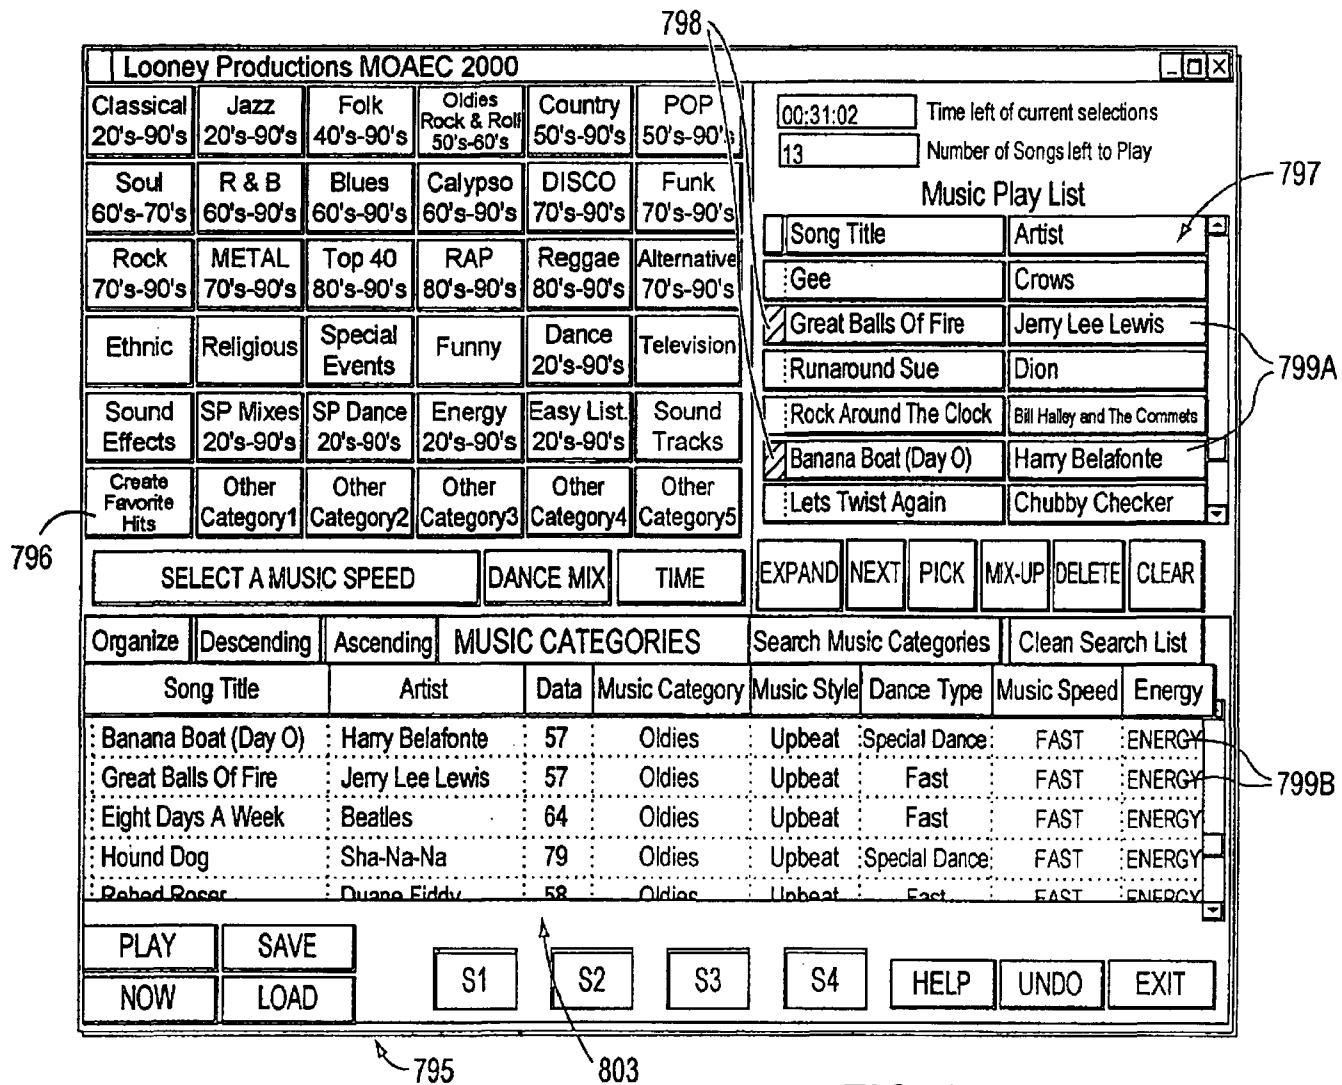 798
Looney Productions MOAEC 2000
Classical 20's-90's
Jazz 20's-90's
Folk 40's-90's
Oldies Rock & Roll 50's-60's
Country 50's-90's
POP 50's-90's
Soul 60's-70's
R & B 60's-90's
Blues 60's-90's
Calypso 60's-90's
DISCO 70's-90's
Funk 70's-90's
Rock 70's-90's
METAL 70's-90's
Top 40 80's-90's
RAP 80's-90's
Reggae 80's-90's
Alternative 70's-90's
Ethnic
Religious
Special Events
Funny
Dance 20's-90's
Television
Sound Effects
SP Mixes 20's-90's
SP Dance 20's-90's
Energy 20's-90's
Easy List. 20's-90's
Sound Tracks
Create Favorite Hits
Other Category1
Other Category2
Other Category3
Other Category4
Other Category5
796
SELECT A MUSIC SPEED DANCE MIX TIME
00:31:02 Time left of current selections
13 Number of Songs left to Play
Music Play List
797
Song Title Artist
Gee Crows
Great Balls Of Fire Jerry Lee Lewis
Runaround Sue Dion
799A
Rock Around The Clock Bill Halley and The Commets
Banana Boat (Day O) Harry Belafonte
Lets Twist Again Chubby Checker
EXPAND NEXT PICK MIX-UP DELETE CLEAR
Organize Descending Ascending MUSIC CATEGORIES Search Music Categories Clean Search List
Song Title Artist Data Music Category Music Style Dance Type Music Speed Energy
Banana Boat (Day O) Harry Belafonte 57 Oldies Upbeat Special Dance FAST ENERGY
Great Balls Of Fire Jerry Lee Lewis 57 Oldies Upbeat Fast FAST ENERGY
799B
Eight Days A Week Beatles 64 Oldies Upbeat Fast FAST ENERGY
Hound Dog Sha-Na-Na 79 Oldies Upbeat Special Dance FAST ENERGY
Duane 58 Oldies Upbeat Fast FAST ENERGY
PLAY SAVE
NOW LOAD
S1 S2 S3 S4 HELP UNDO EXIT
795 803